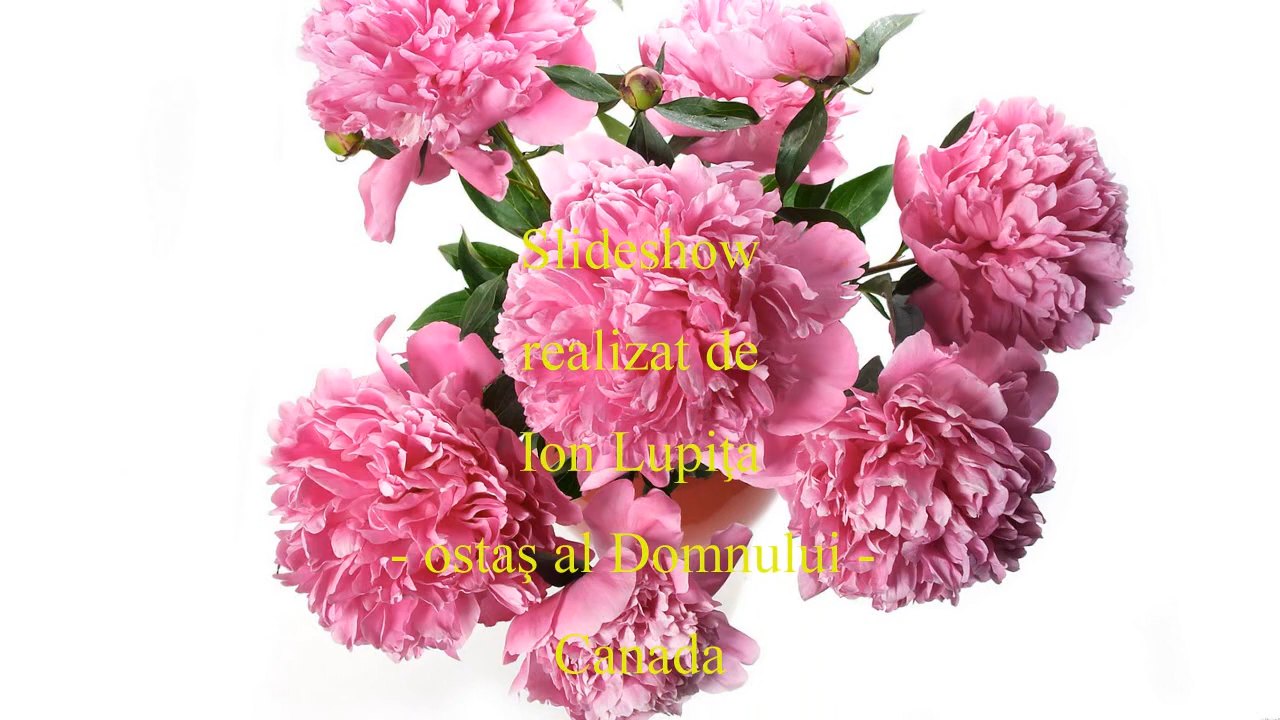 Slideshow
realizat de
Ion Lupiţa
- ostaş al Domnului -
Canada